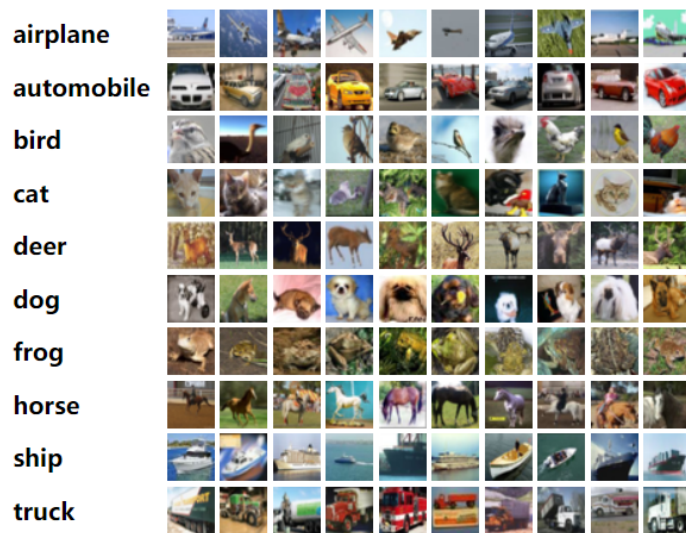 airplane
automobile
bird
cat
deer
dog
frog
horse
ship
truck